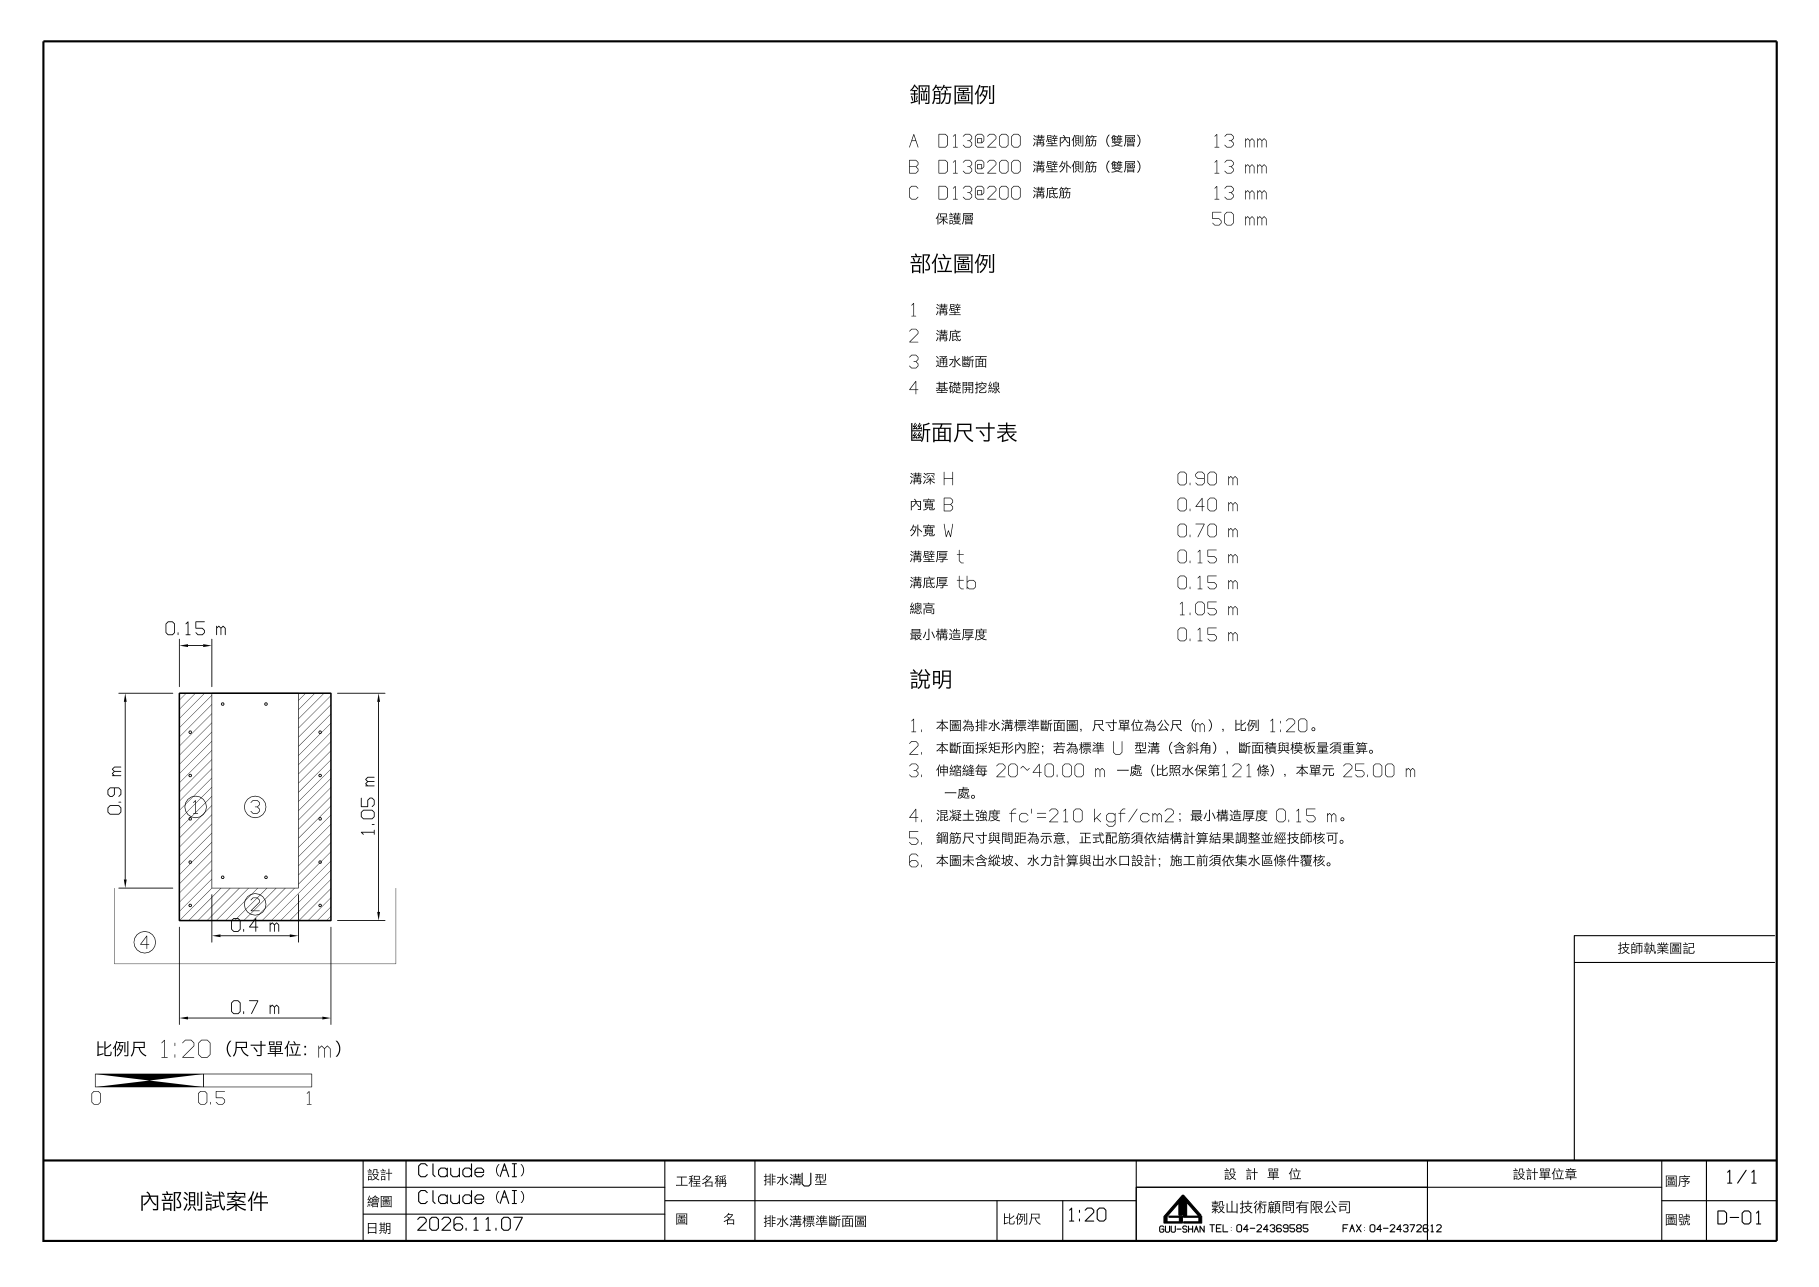 鋼筋圖例
A D13@200 溝壁內側筋（雙層） 13 mm
B D13@200 溝壁外側筋（雙層） 13 mm
C D13@200 溝底筋 13 mm
保護層 50 mm
部位圖例
1 溝壁
2 溝底
3 通水斷面
4 基礎開挖線
斷面尺寸表
溝深 H 0.90 m
內寬 B 0.40 m
外寬 W 0.70 m
溝壁厚 t 0.15 m
溝底厚 tb 0.15 m
總高 1.05 m
最小構造厚度 0.15 m
說明
1. 本圖為排水溝標準斷面圖，尺寸單位為公尺（m），比例 1:20。
2. 本斷面採矩形內腔；若為標準 U 型溝（含斜角），斷面積與模板量須重算。
3. 伸縮縫每 20~40.00 m 一處（比照水保第121條），本單元 25.00 m
一處。
4. 混凝土強度 fc'=210 kgf/cm2；最小構造厚度 0.15 m。
5. 鋼筋尺寸與間距為示意，正式配筋須依結構計算結果調整並經技師核可。
6. 本圖未含縱坡、水力計算與出水口設計；施工前須依集水區條件覆核。
0.15 m
0.9 m
1.05 m
1
3
2
4
0.4 m
0.7 m
比例尺 1:20（尺寸單位：m）
0 0.5 1
技師執業圖記
內部測試案件
設計 Claude (AI)
繪圖 Claude (AI)
日期 2026.11.07
工程名稱 排水溝U型
圖名 排水溝標準斷面圖
比例尺 1:20
設計單位
GUU-SHAN
穀山技術顧問有限公司
TEL: 04-24369585 FAX: 04-24372612
設計單位章
圖序 1/1
圖號 D-01